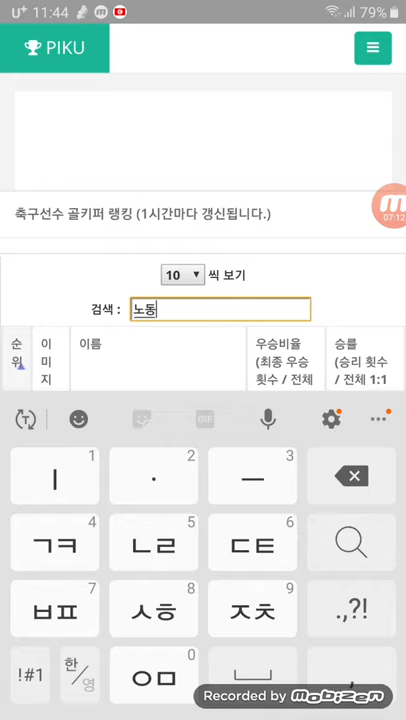 U+ 11:44 79%
PIKU
07:12
축구선수 골키퍼 랭킹 (1시간마다 갱신됩니다.)
10 ▼ 씩 보기
검색 : 노동
순위 이미지 이름 우승비율 (최종 우승 횟수 / 전체 승률 (승리 횟수 / 전체 1:1
GIF
ㅣ 1 · 2 ㅡ 3
ㄱㅋ 4 ㄴㄹ 5 ㄷㅌ 6
ㅂㅍ 7 ㅅㅎ 8 ㅈㅊ 9 .,?!
!#1 한/영 ㅇㅁ 0
Recorded by mobizen